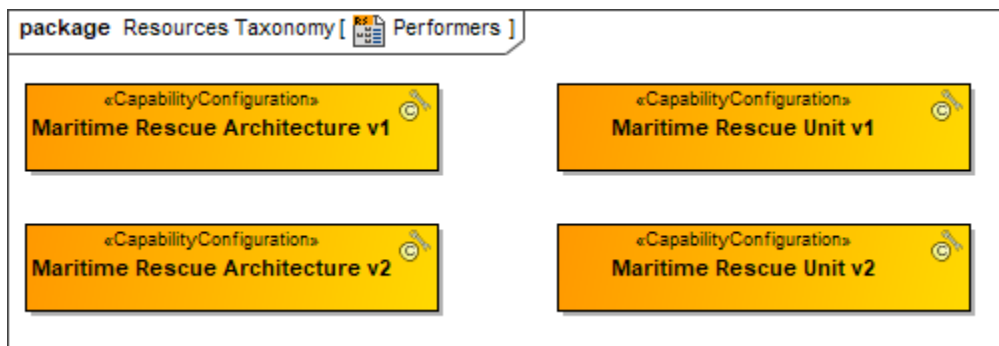 package Resources Taxonomy [ Performers ]
«CapabilityConfiguration»
Maritime Rescue Architecture v1
«CapabilityConfiguration»
Maritime Rescue Unit v1
«CapabilityConfiguration»
Maritime Rescue Architecture v2
«CapabilityConfiguration»
Maritime Rescue Unit v2